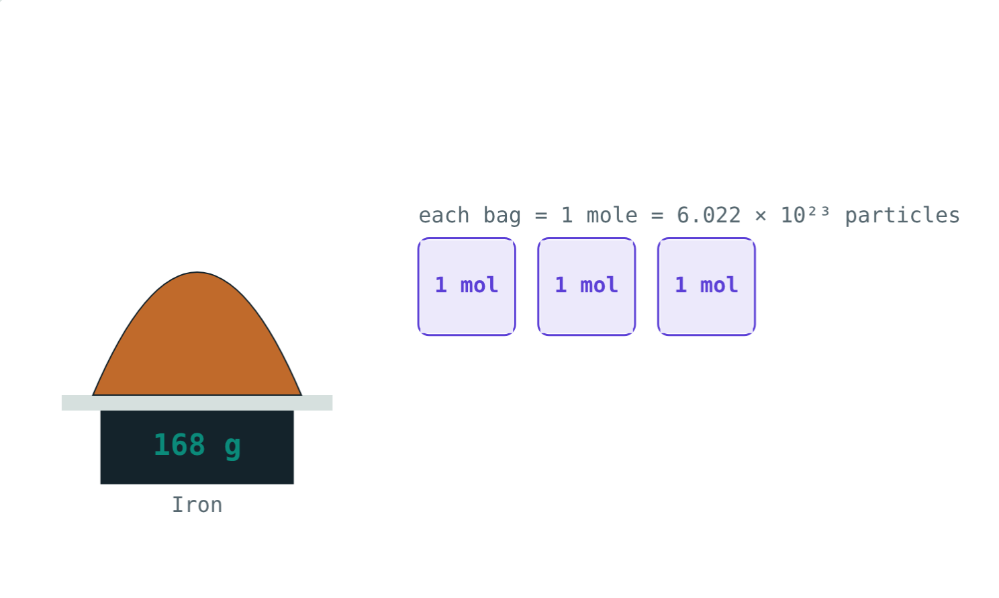 each bag = 1 mole = 6.022 × 10²³ particles
1 mol 1 mol 1 mol
168 g
Iron